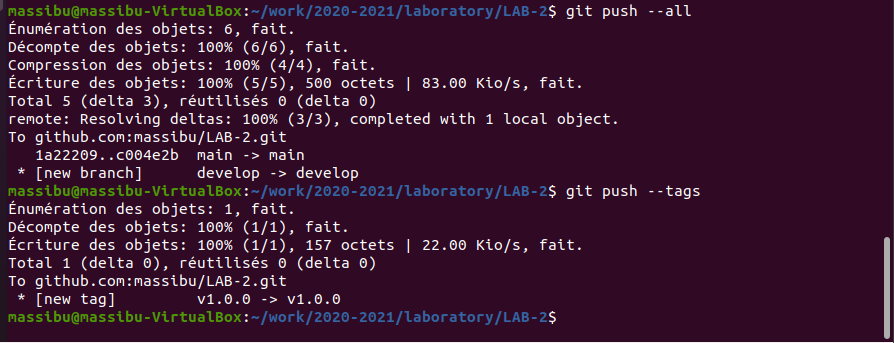 massibu@massibu-VirtualBox:~/work/2020-2021/laboratory/LAB-2$ git push --all
Énumération des objets: 6, fait.
Décompte des objets: 100% (6/6), fait.
Compression des objets: 100% (4/4), fait.
Écriture des objets: 100% (5/5), 500 octets | 83.00 Kio/s, fait.
Total 5 (delta 3), réutilisés 0 (delta 0)
remote: Resolving deltas: 100% (3/3), completed with 1 local object.
To github.com:massibu/LAB-2.git
   1a22209..c004e2b  main -> main
 * [new branch]      develop -> develop
massibu@massibu-VirtualBox:~/work/2020-2021/laboratory/LAB-2$ git push --tags
Énumération des objets: 1, fait.
Décompte des objets: 100% (1/1), fait.
Écriture des objets: 100% (1/1), 157 octets | 22.00 Kio/s, fait.
Total 1 (delta 0), réutilisés 0 (delta 0)
To github.com:massibu/LAB-2.git
 * [new tag]         v1.0.0 -> v1.0.0
massibu@massibu-VirtualBox:~/work/2020-2021/laboratory/LAB-2$